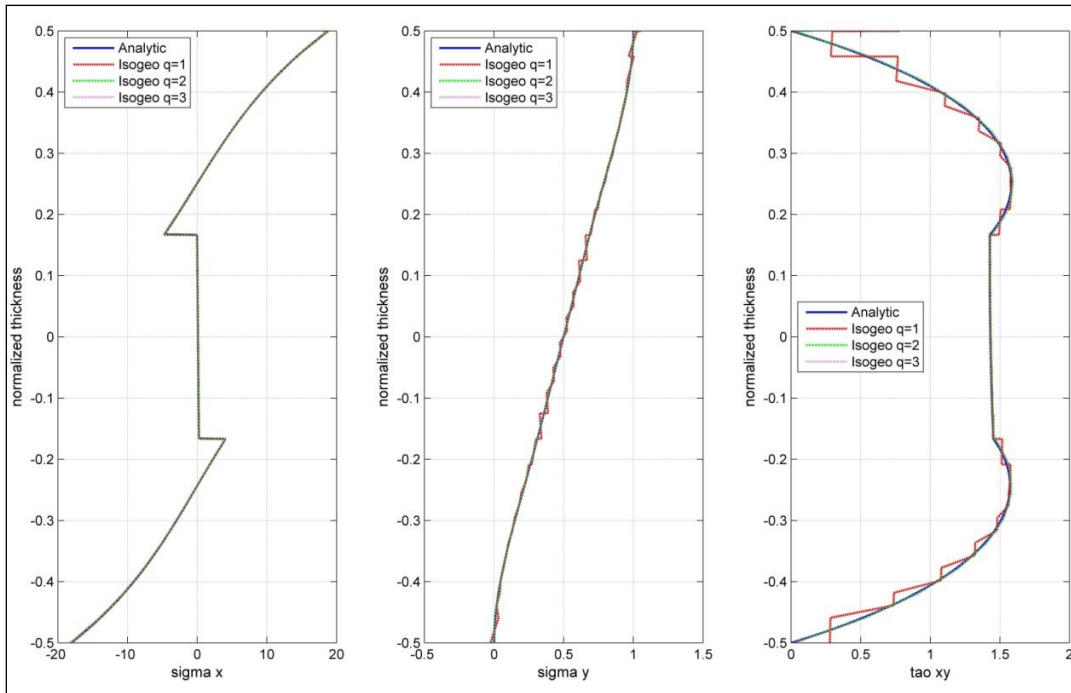 0.5
0.4
0.3
0.2
0.1
0
-0.1
-0.2
-0.3
-0.4
-0.5
normalized thickness
Analytic
Isogeo q=1
Isogeo q=2
Isogeo q=3
-20 -10 0 10 20
sigma x
0.5
0.4
0.3
0.2
0.1
0
-0.1
-0.2
-0.3
-0.4
-0.5
normalized thickness
Analytic
Isogeo q=1
Isogeo q=2
Isogeo q=3
-0.5 0 0.5 1 1.5
sigma y
0.5
0.4
0.3
0.2
0.1
0
-0.1
-0.2
-0.3
-0.4
-0.5
normalized thickness
Analytic
Isogeo q=1
Isogeo q=2
Isogeo q=3
0 0.5 1 1.5 2
tao xy